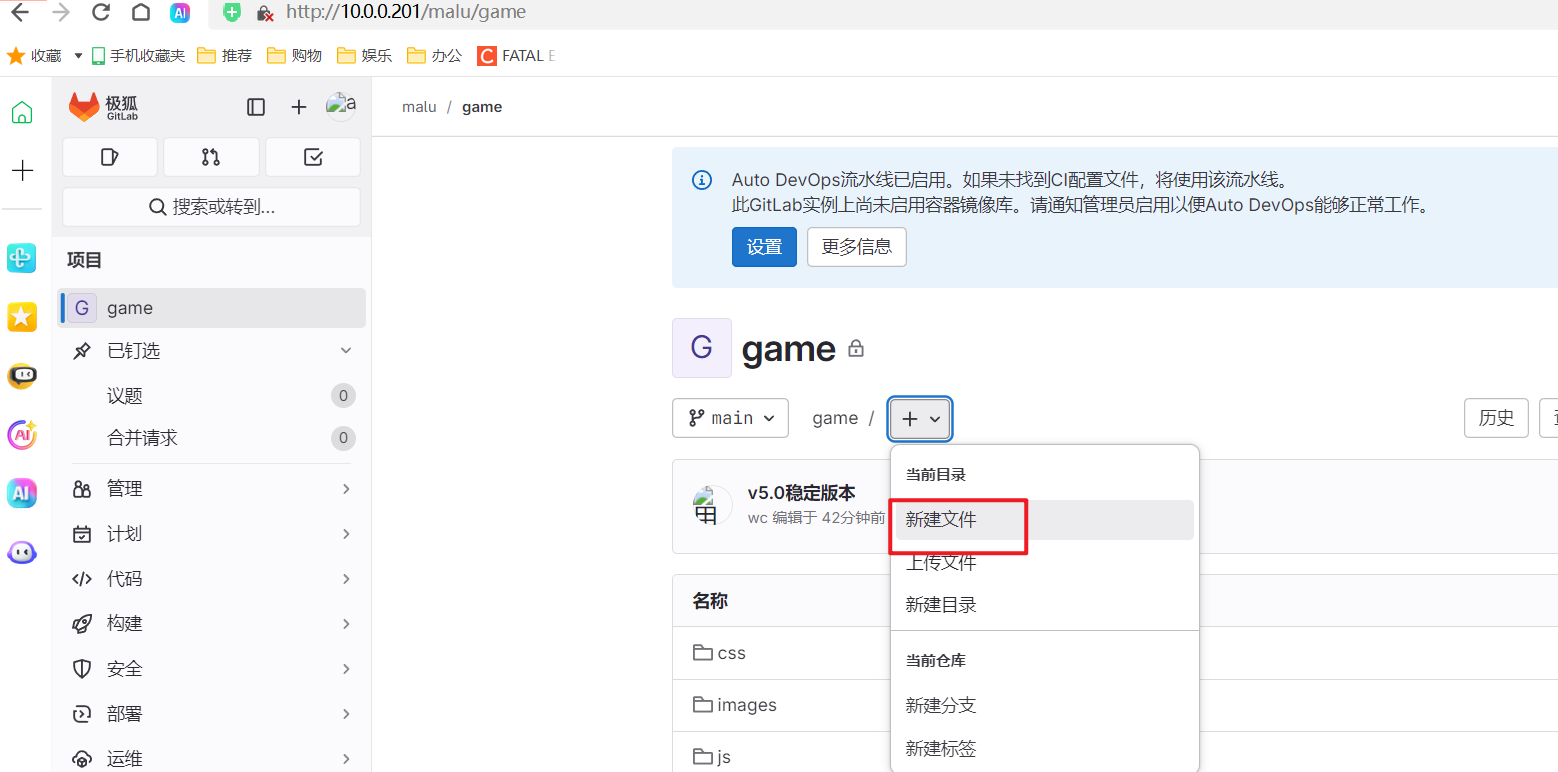 http://10.0.0.201/malu/game
收藏 手机收藏夹 推荐 购物 娱乐 办公 FATAL E
极狐
GitLab
a
malu / game
搜索或转到...
项目
G game
已钉选
议题 0
合并请求 0
管理
计划
代码
构建
安全
部署
运维
Auto DevOps流水线已启用。如果未找到CI配置文件，将使用该流水线。
此GitLab实例上尚未启用容器镜像库。请通知管理员启用以便Auto DevOps能够正常工作。
设置 更多信息
G game
main game / 历史
当前目录
新建文件
上传文件
新建目录
当前仓库
新建分支
新建标签
v5.0稳定版本
wc 编辑于 42分钟前
名称
css
images
js
AI
AI
AI